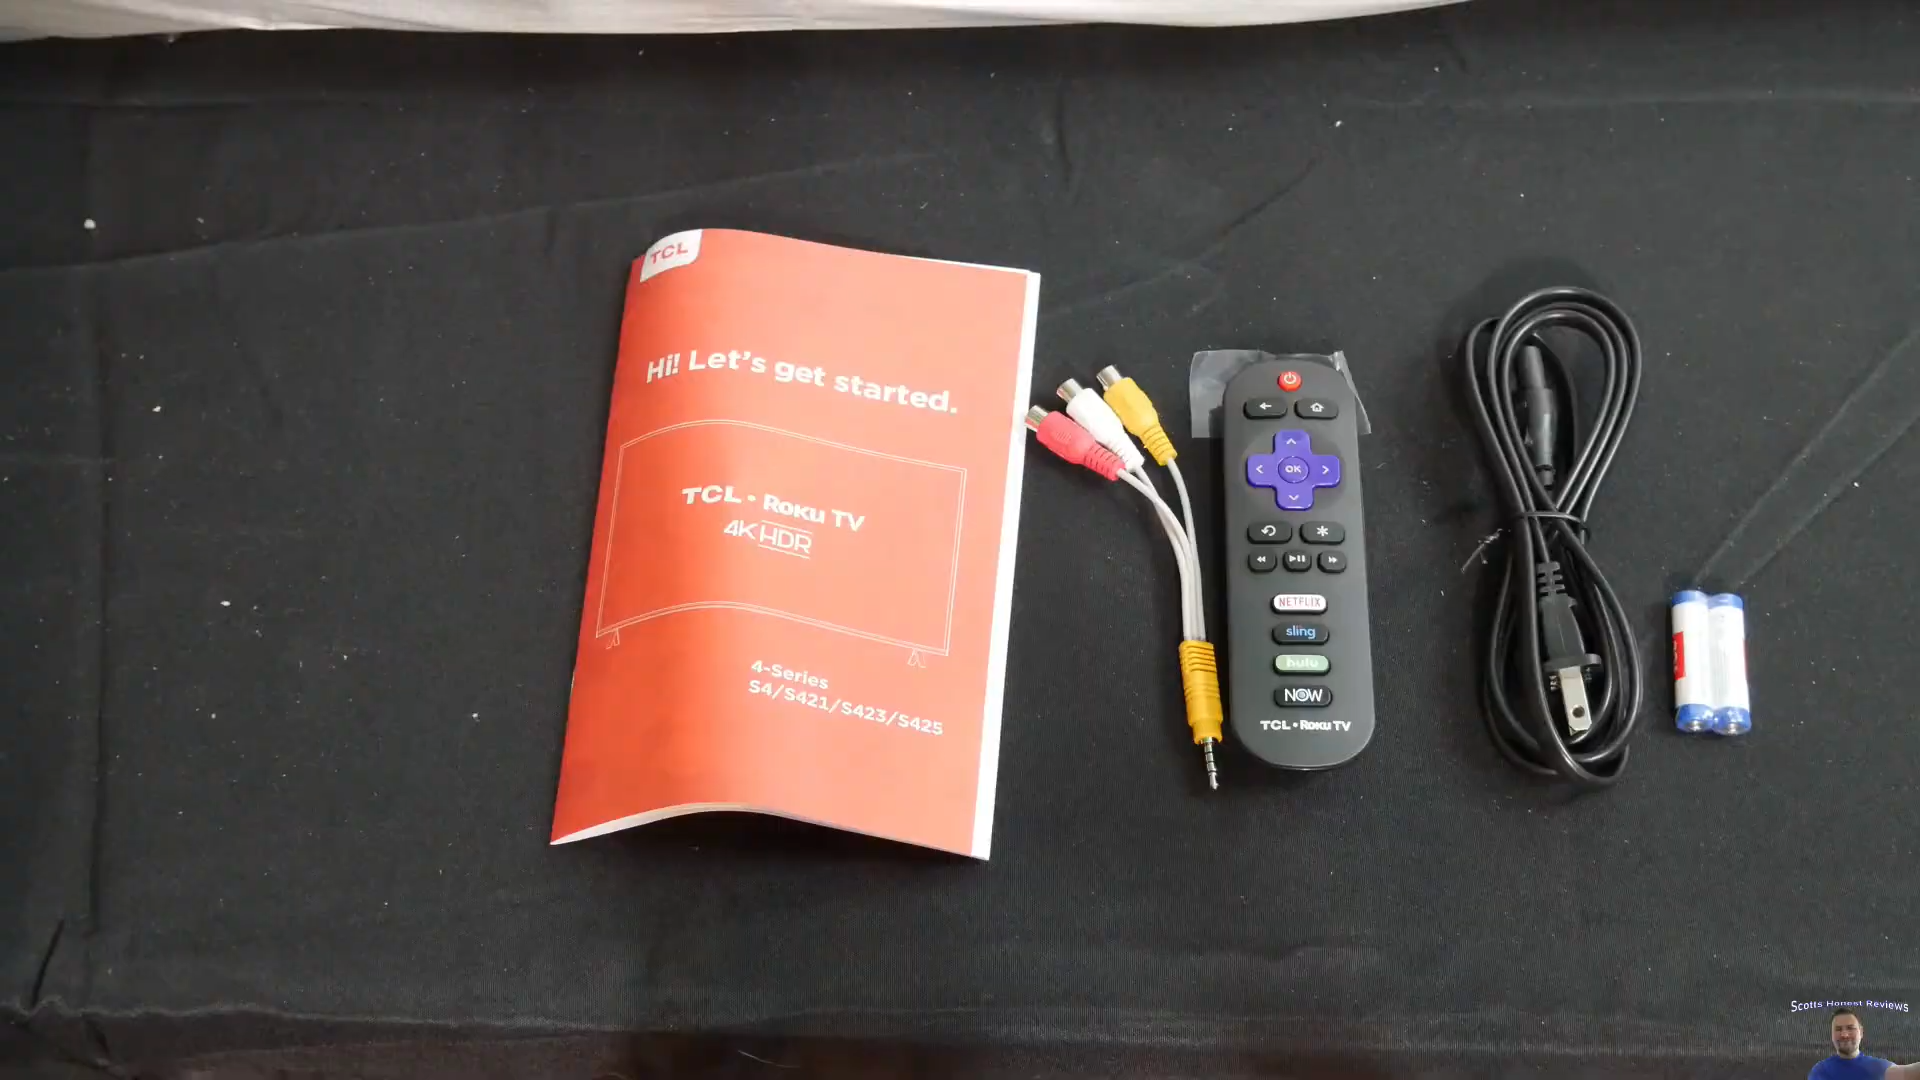 TCL
Hi! Let's get started.
TCL • Roku TV
4K HDR
4-Series
S4/S421/S423/S425
OK
NETFLIX
sling
hulu
NOW
TCL • Roku TV
Scotts Honest Reviews